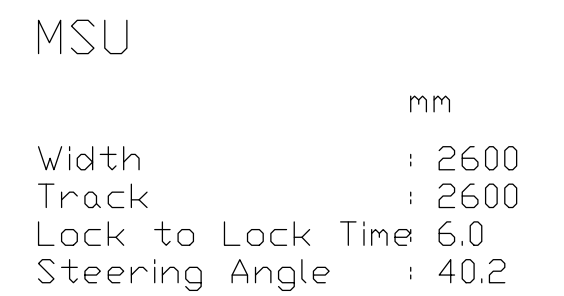 MSU
mm
Width : 2600
Track : 2600
Lock to Lock Time : 6.0
Steering Angle : 40.2